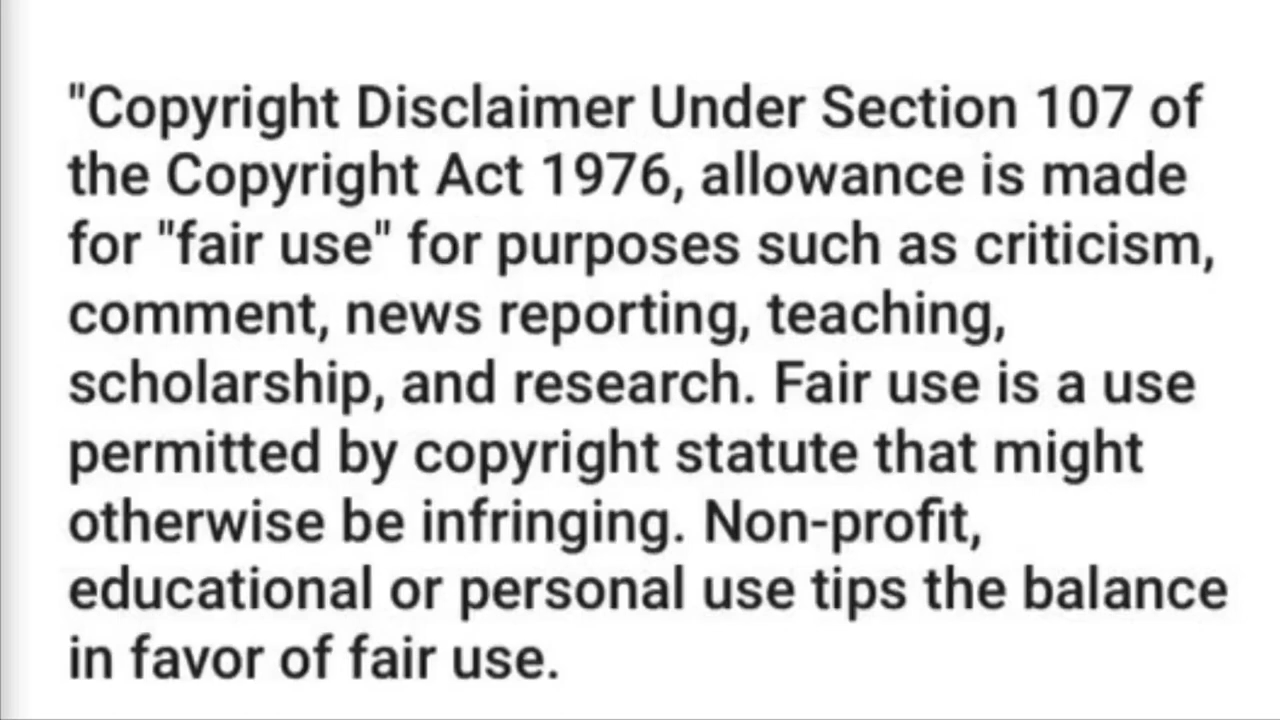 "Copyright Disclaimer Under Section 107 of
the Copyright Act 1976, allowance is made
for "fair use" for purposes such as criticism,
comment, news reporting, teaching,
scholarship, and research. Fair use is a use
permitted by copyright statute that might
otherwise be infringing. Non-profit,
educational or personal use tips the balance
in favor of fair use.